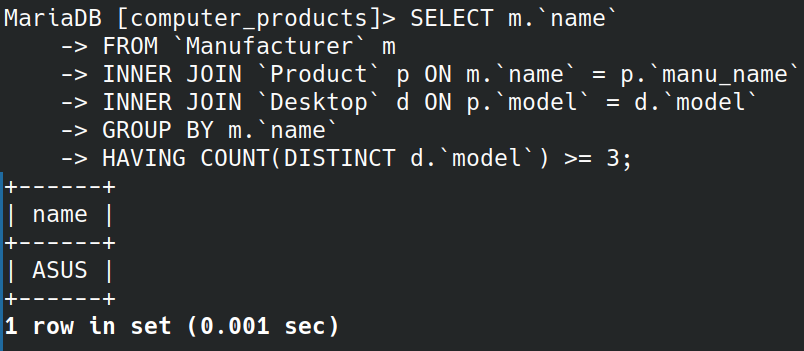 MariaDB [computer_products]> SELECT m.`name`
    -> FROM `Manufacturer` m
    -> INNER JOIN `Product` p ON m.`name` = p.`manu_name`
    -> INNER JOIN `Desktop` d ON p.`model` = d.`model`
    -> GROUP BY m.`name`
    -> HAVING COUNT(DISTINCT d.`model`) >= 3;
+------+
| name |
+------+
| ASUS |
+------+
1 row in set (0.001 sec)